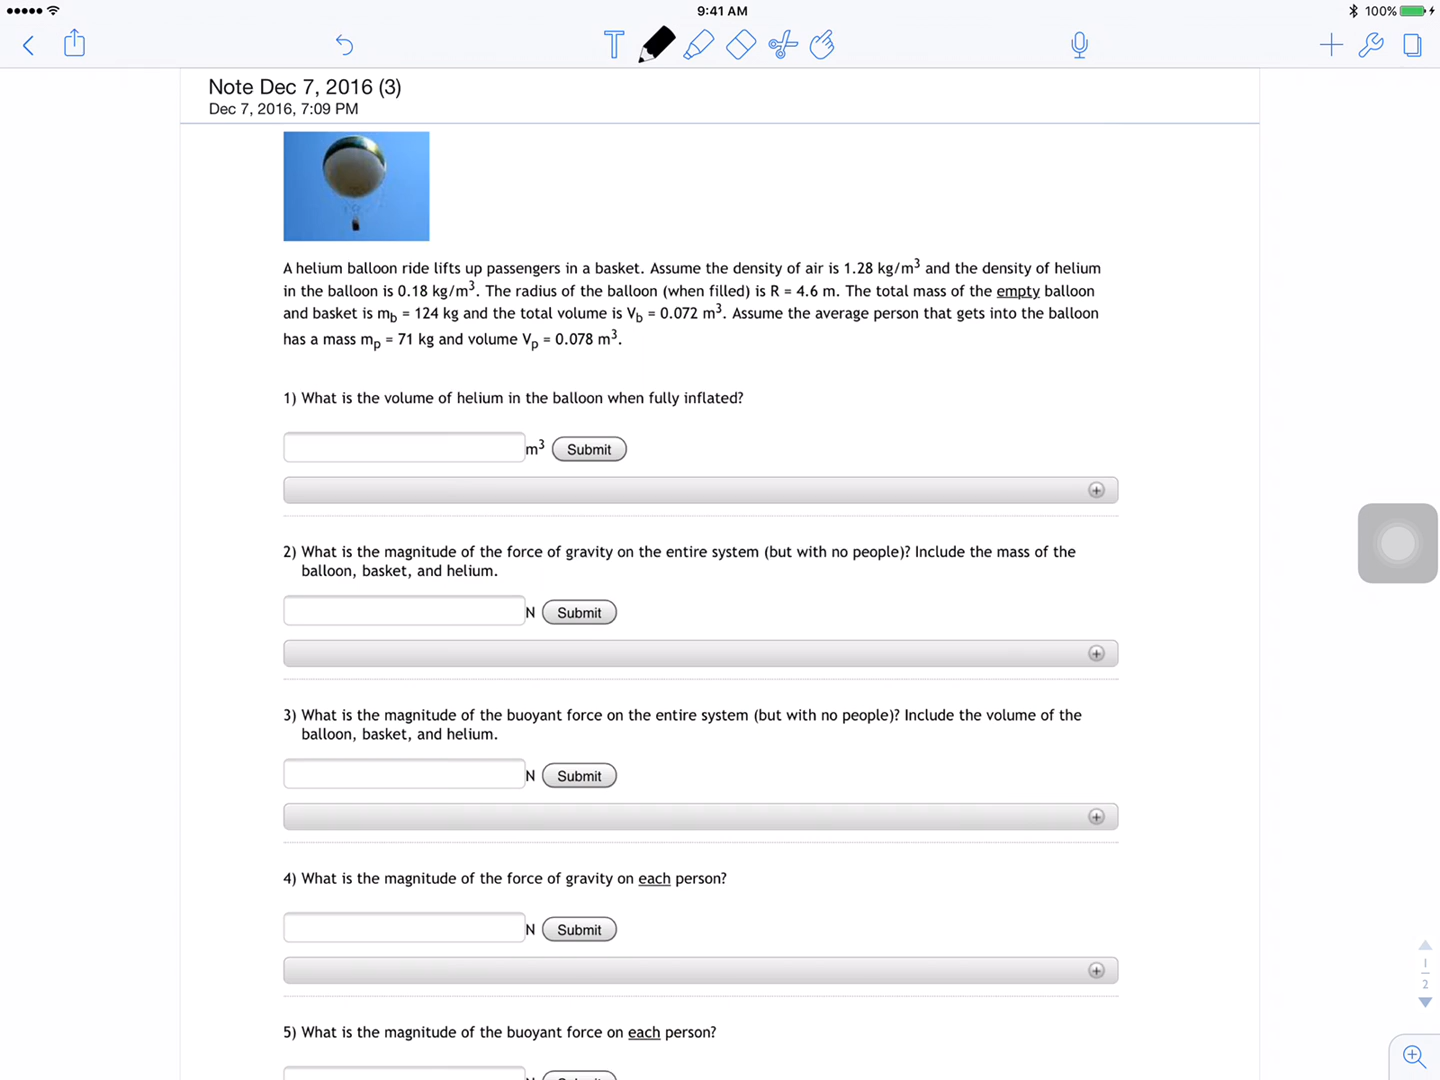 9:41 AM
100%
T
Note Dec 7, 2016 (3)
Dec 7, 2016, 7:09 PM
A helium balloon ride lifts up passengers in a basket. Assume the density of air is 1.28 kg/m³ and the density of helium
in the balloon is 0.18 kg/m³. The radius of the balloon (when filled) is R = 4.6 m. The total mass of the empty balloon
and basket is m_b = 124 kg and the total volume is V_b = 0.072 m³. Assume the average person that gets into the balloon
has a mass m_p = 71 kg and volume V_p = 0.078 m³.
1) What is the volume of helium in the balloon when fully inflated?
m³ Submit
2) What is the magnitude of the force of gravity on the entire system (but with no people)? Include the mass of the
balloon, basket, and helium.
N Submit
3) What is the magnitude of the buoyant force on the entire system (but with no people)? Include the volume of the
balloon, basket, and helium.
N Submit
4) What is the magnitude of the force of gravity on each person?
N Submit
1
2
5) What is the magnitude of the buoyant force on each person?